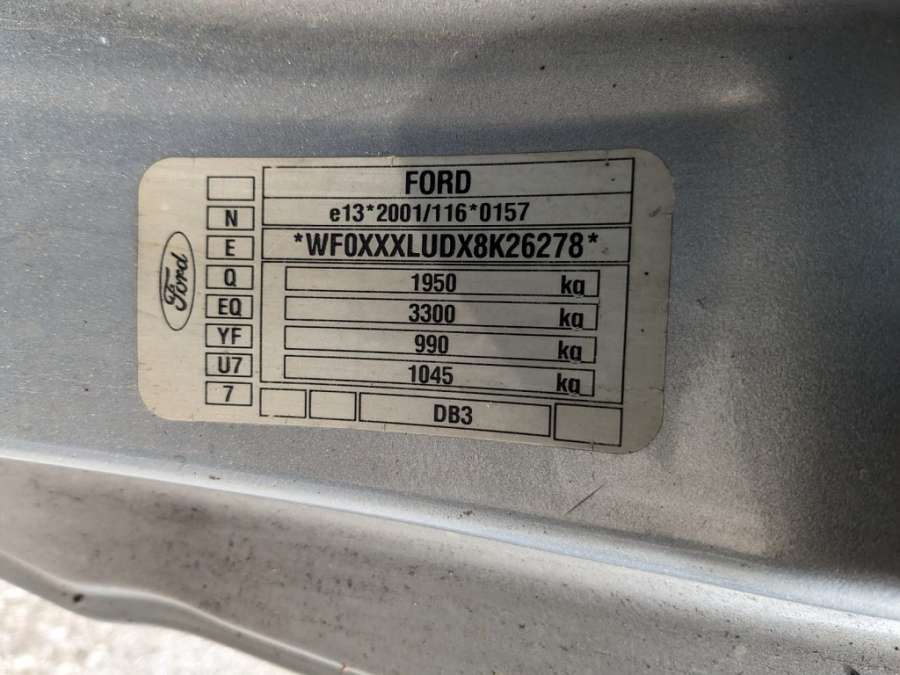 FORD
e13*2001/116*0157
*WF0XXXLUDX8K26278*
1950 kg
3300 kg
990 kg
1045 kg
DB3
N
E
Q
EQ
YF
U7
7
Ford